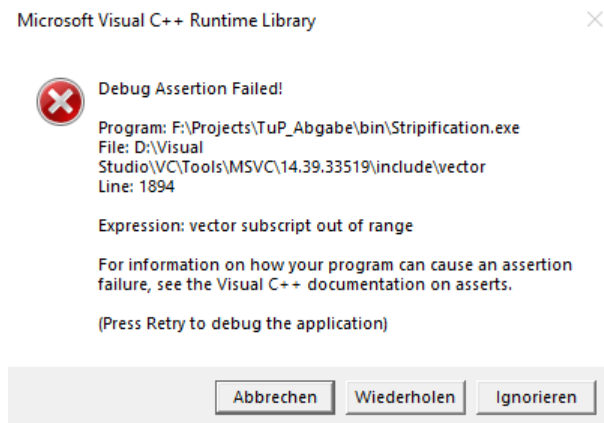 Microsoft Visual C++ Runtime Library
Debug Assertion Failed!
Program: F:\Projects\TuP_Abgabe\bin\Stripification.exe
File: D:\Visual
Studio\VC\Tools\MSVC\14.39.33519\include\vector
Line: 1894
Expression: vector subscript out of range
For information on how your program can cause an assertion
failure, see the Visual C++ documentation on asserts.
(Press Retry to debug the application)
Abbrechen Wiederholen Ignorieren